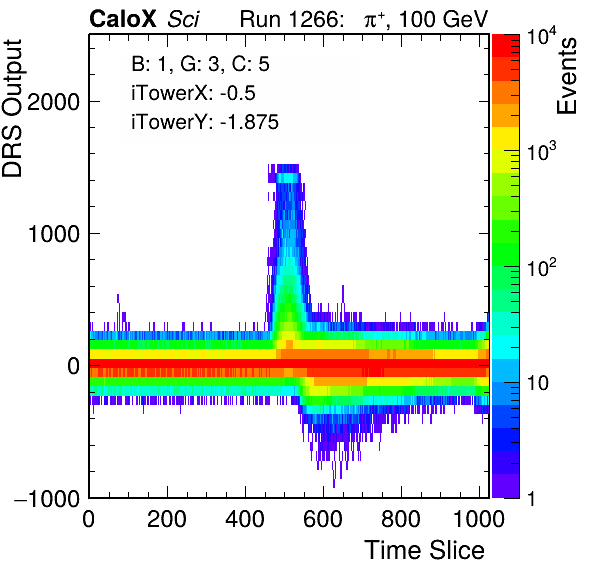 CaloX Sci Run 1266: π⁺, 100 GeV
B: 1, G: 3, C: 5
iTowerX: -0.5
iTowerY: -1.875
DRS Output
2000
1000
0
−1000
0 200 400 600 800 1000
Time Slice
Events
10⁴
10³
10²
10
1